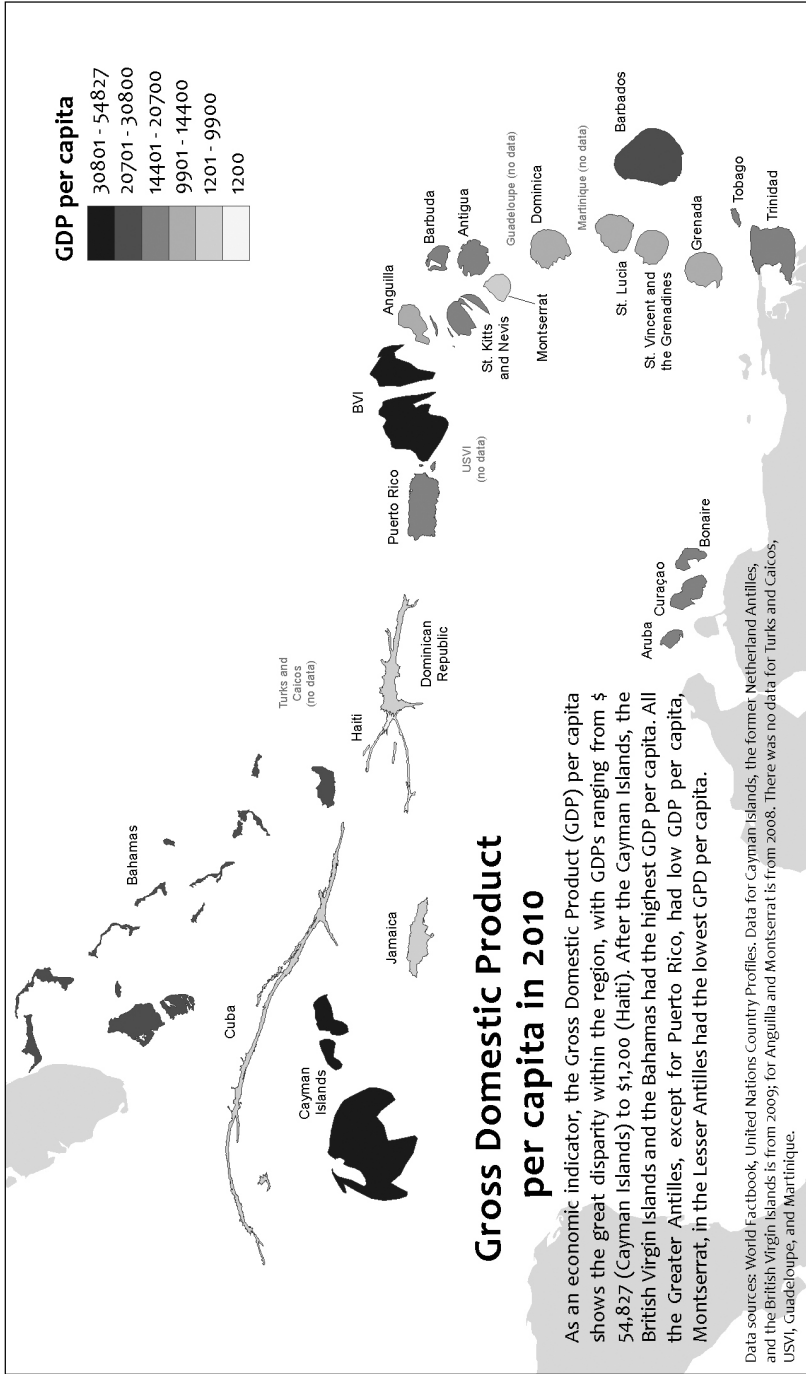 GDP per capita
30801 - 54827
20701 - 30800
14401 - 20700
9901 - 14400
1201 - 9900
1200
Bahamas
Cuba
Turks and
Caicos
(no data)
Cayman
Islands
Jamaica
Haiti
Dominican
Republic
Puerto Rico
BVI
USVI
(no data)
Anguilla
Barbuda
Antigua
St. Kitts
and Nevis
Montserrat
Guadeloupe (no data)
Dominica
Martinique (no data)
St. Lucia
Barbados
St. Vincent and
the Grenadines
Grenada
Tobago
Trinidad
Aruba
Curaçao
Bonaire
Gross Domestic Product
per capita in 2010
As an economic indicator, the Gross Domestic Product (GDP) per capita
shows the great disparity within the region, with GDPs ranging from $
54,827 (Cayman Islands) to $1,200 (Haiti). After the Cayman Islands, the
British Virgin Islands and the Bahamas had the highest GDP per capita. All
the Greater Antilles, except for Puerto Rico, had low GDP per capita,
Montserrat, in the Lesser Antilles had the lowest GPD per capita.
Data sources: World Factbook, United Nations Country Profiles. Data for Cayman Islands, the former Netherland Antilles,
and the British Virgin Islands is from 2009; for Anguilla and Montserrat is from 2008. There was no data for Turks and Caicos,
USVI, Guadeloupe, and Martinique.